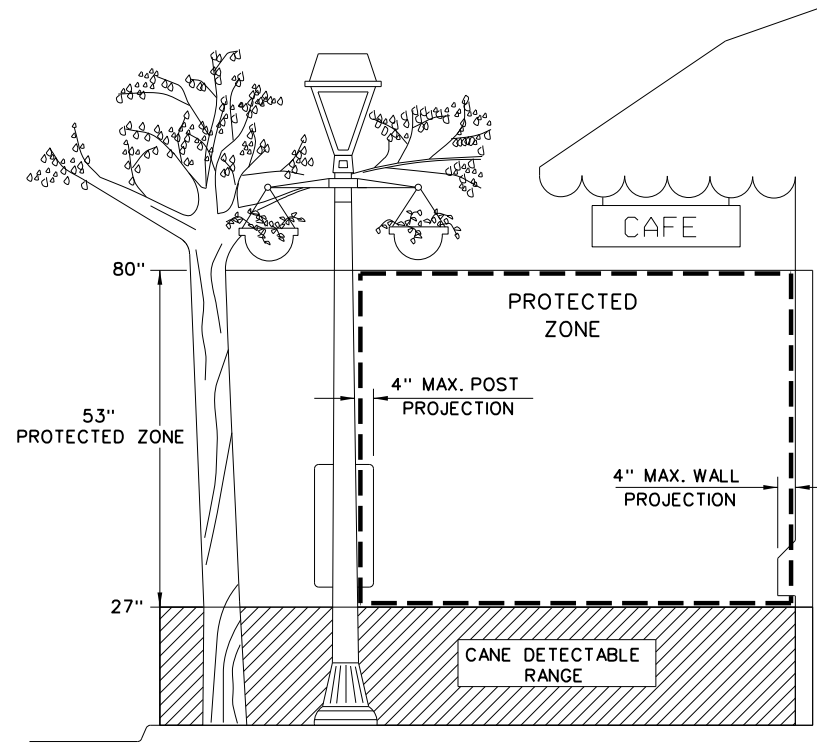 CAFE
80"
PROTECTED
ZONE
4" MAX. POST
PROJECTION
53"
PROTECTED ZONE
4" MAX. WALL
PROJECTION
27"
CANE DETECTABLE
RANGE